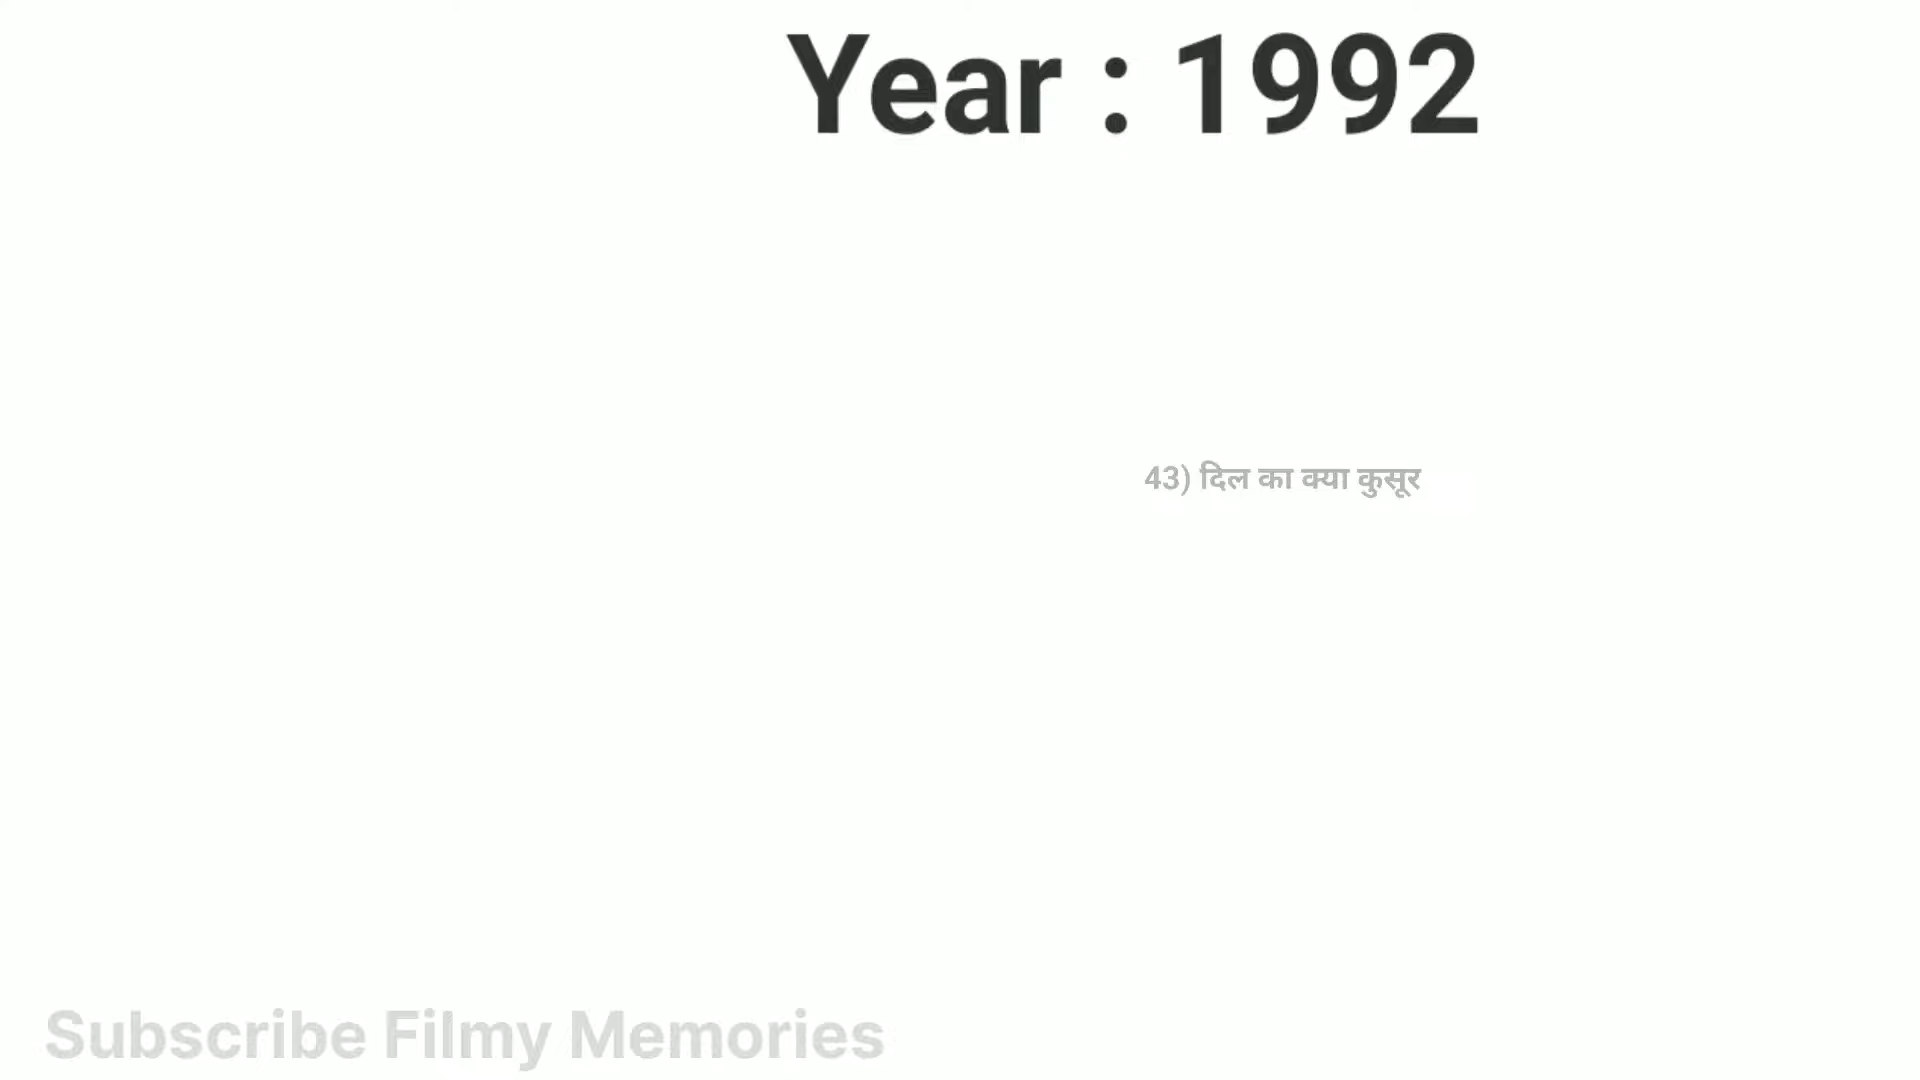 Year : 1992
43) दिल का क्या कुसूर
Subscribe Filmy Memories